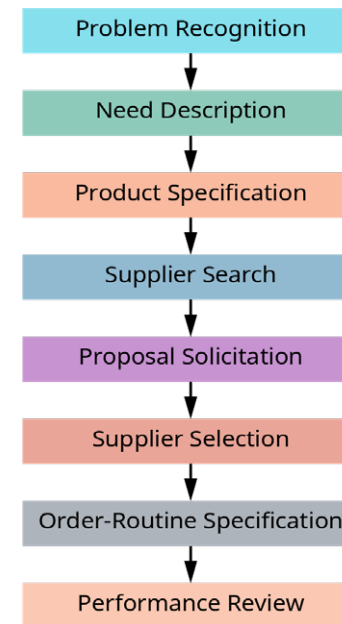 Problem Recognition
Need Description
Product Specification
Supplier Search
Proposal Solicitation
Supplier Selection
Order-Routine Specification
Performance Review